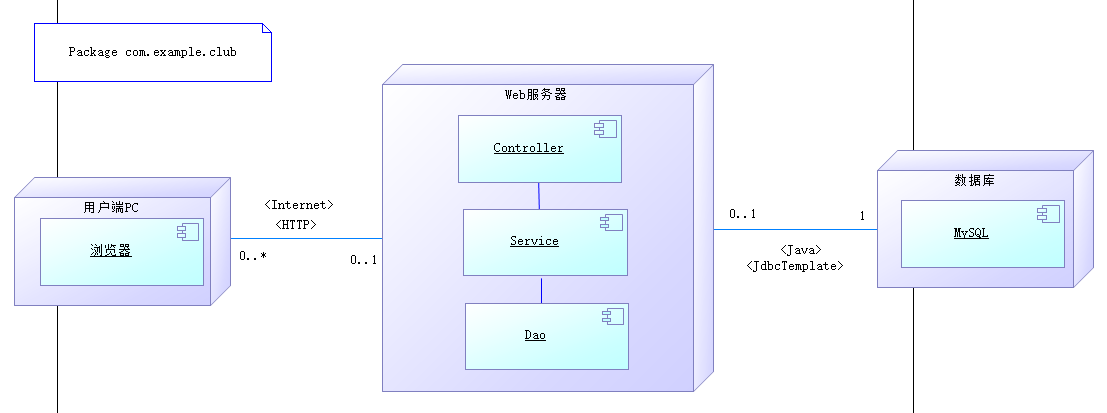 Package com.example.club
用户端PC
浏览器
<Internet>
<HTTP>
0..*
0..1
Web服务器
Controller
Service
Dao
0..1
1
<Java>
<JdbcTemplate>
数据库
MySQL